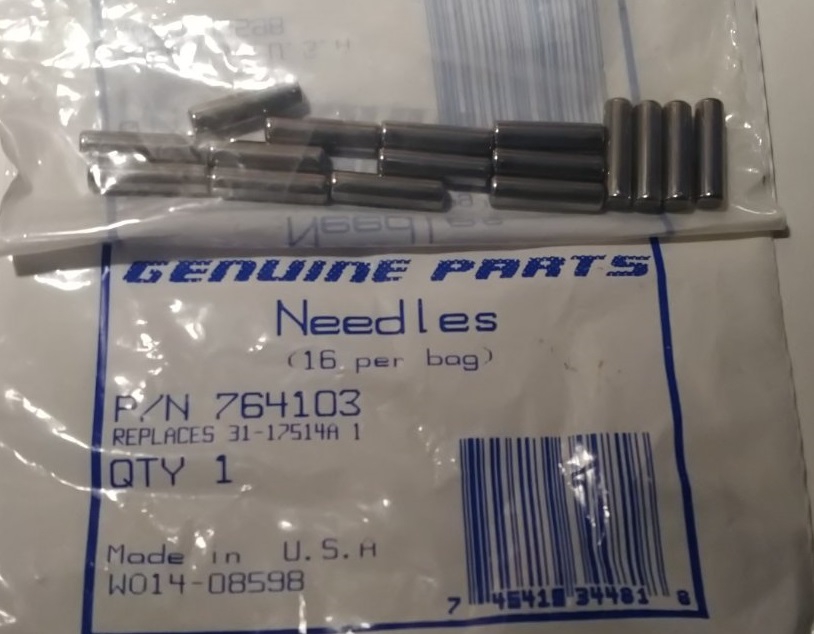 GENUINE PARTS
Needles
(16 per bag)
P/N 764103
REPLACES 31-17514A 1
QTY 1
Made in U.S.A
W014-08598
7 45418 34481 8